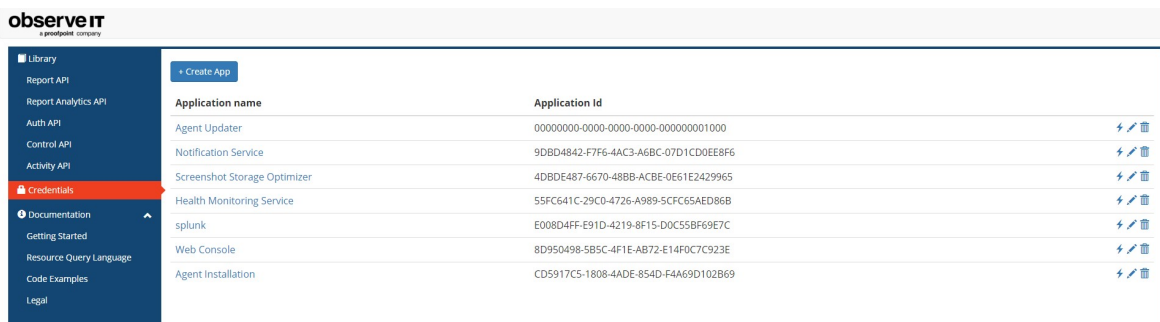 observe IT
a proofpoint company
Library
Report API
Report Analytics API
Auth API
Control API
Activity API
Credentials
Documentation
Getting Started
Resource Query Language
Code Examples
Legal
+ Create App
Application name Application Id
Agent Updater 00000000-0000-0000-0000-000000001000
Notification Service 9DBD4842-F7F6-4AC3-A6BC-07D1CD0EE8F6
Screenshot Storage Optimizer 4DBDE487-6670-48BB-ACBE-0E61E2429965
Health Monitoring Service 55FC641C-29C0-4726-A989-5CFC65AED86B
splunk E008D4FF-E91D-4219-8F15-D0C55BF69E7C
Web Console 8D950498-5B5C-4F1E-AB72-E14F0C7C923E
Agent Installation CD5917C5-1808-4ADE-854D-F4A69D102B69